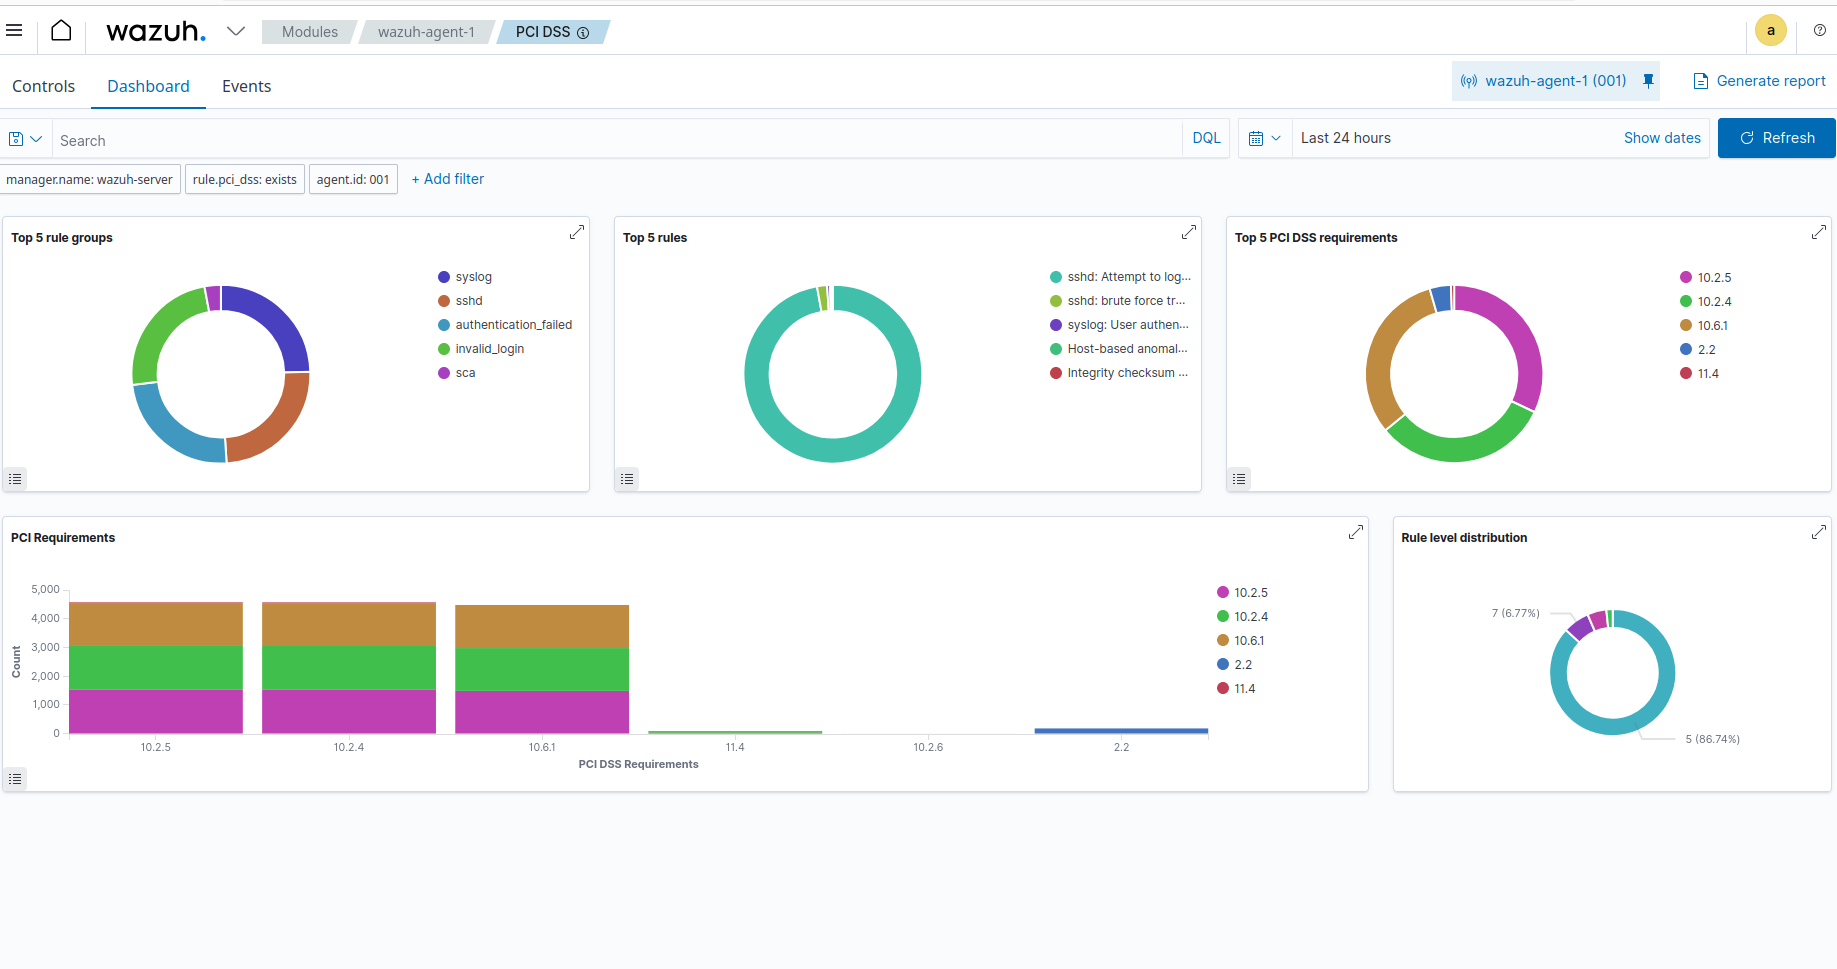 wazuh.
Modules
wazuh-agent-1
PCI DSS
a
Controls
Dashboard
Events
wazuh-agent-1 (001)
Generate report
Search
DQL
Last 24 hours
Show dates
Refresh
manager.name: wazuh-server
rule.pci_dss: exists
agent.id: 001
+ Add filter
Top 5 rule groups
syslog
sshd
authentication_failed
invalid_login
sca
Top 5 rules
sshd: Attempt to log...
sshd: brute force tr...
syslog: User authen...
Host-based anomal...
Integrity checksum ...
Top 5 PCI DSS requirements
10.2.5
10.2.4
10.6.1
2.2
11.4
PCI Requirements
5,000
4,000
3,000
2,000
1,000
0
Count
10.2.5
10.2.4
10.6.1
11.4
10.2.6
2.2
PCI DSS Requirements
10.2.5
10.2.4
10.6.1
2.2
11.4
Rule level distribution
7 (6.77%)
5 (86.74%)